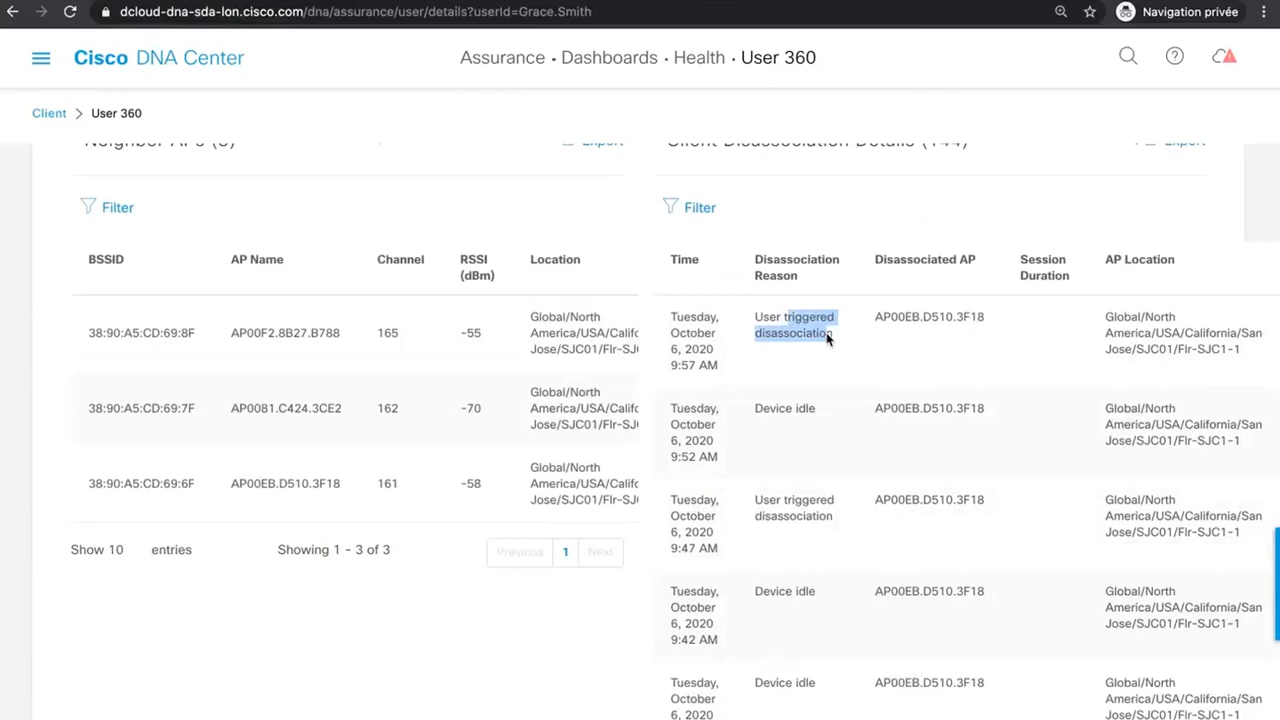 dcloud-dna-sda-lon.cisco.com/dna/assurance/user/details?userId=Grace.Smith
Navigation privée
Cisco DNA Center
Assurance • Dashboards • Health • User 360
Client > User 360
Neighbor APs (3)
Export
Client Disassociation Details (144)
Export
Filter
BSSID
AP Name
Channel
RSSI
(dBm)
Location
38:90:A5:CD:69:8F
AP00F2.8B27.B788
165
-55
Global/North
America/USA/Califo
Jose/SJC01/Flr-SJ
38:90:A5:CD:69:7F
AP0081.C424.3CE2
162
-70
Global/North
America/USA/Califo
Jose/SJC01/Flr-SJ
38:90:A5:CD:69:6F
AP00EB.D510.3F18
161
-58
Global/North
America/USA/Califo
Jose/SJC01/Flr-SJ
Show 10 entries
Showing 1 - 3 of 3
Previous
1
Next
Filter
Time
Disassociation
Reason
Disassociated AP
Session
Duration
AP Location
Tuesday,
October
6, 2020
9:57 AM
User triggered
disassociation
AP00EB.D510.3F18
Global/North
America/USA/California/San
Jose/SJC01/Flr-SJC1-1
Tuesday,
October
6, 2020
9:52 AM
Device idle
AP00EB.D510.3F18
Global/North
America/USA/California/San
Jose/SJC01/Flr-SJC1-1
Tuesday,
October
6, 2020
9:47 AM
User triggered
disassociation
AP00EB.D510.3F18
Global/North
America/USA/California/San
Jose/SJC01/Flr-SJC1-1
Tuesday,
October
6, 2020
9:42 AM
Device idle
AP00EB.D510.3F18
Global/North
America/USA/California/San
Jose/SJC01/Flr-SJC1-1
Tuesday,
October
6, 2020
Device idle
AP00EB.D510.3F18
Global/North
America/USA/California/San
Jose/SJC01/Flr-SJC1-1